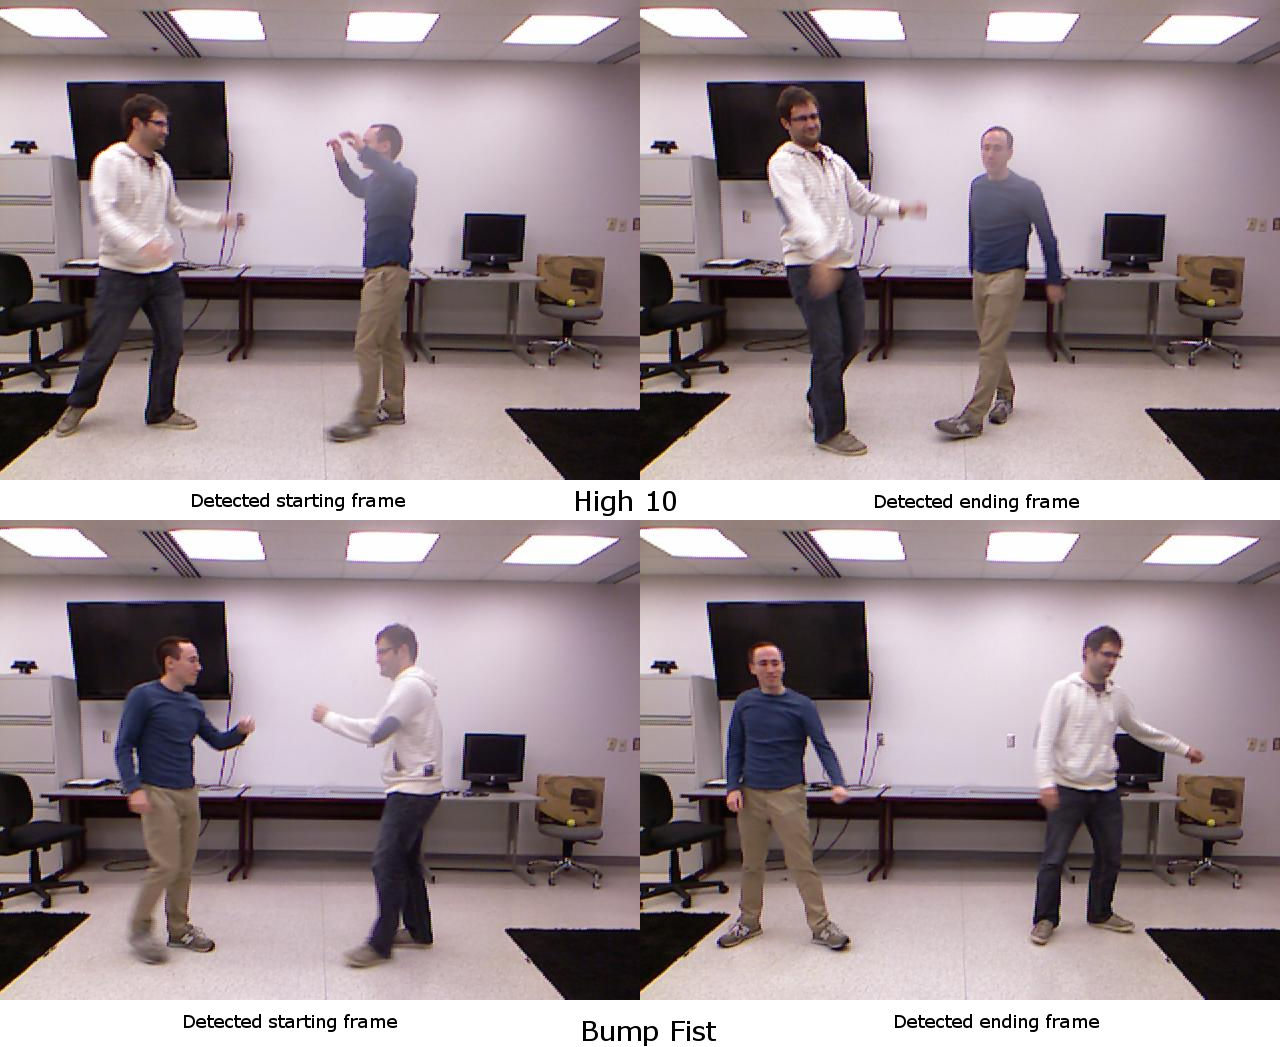 Detected starting frame
High 10
Detected ending frame
Detected starting frame
Bump Fist
Detected ending frame